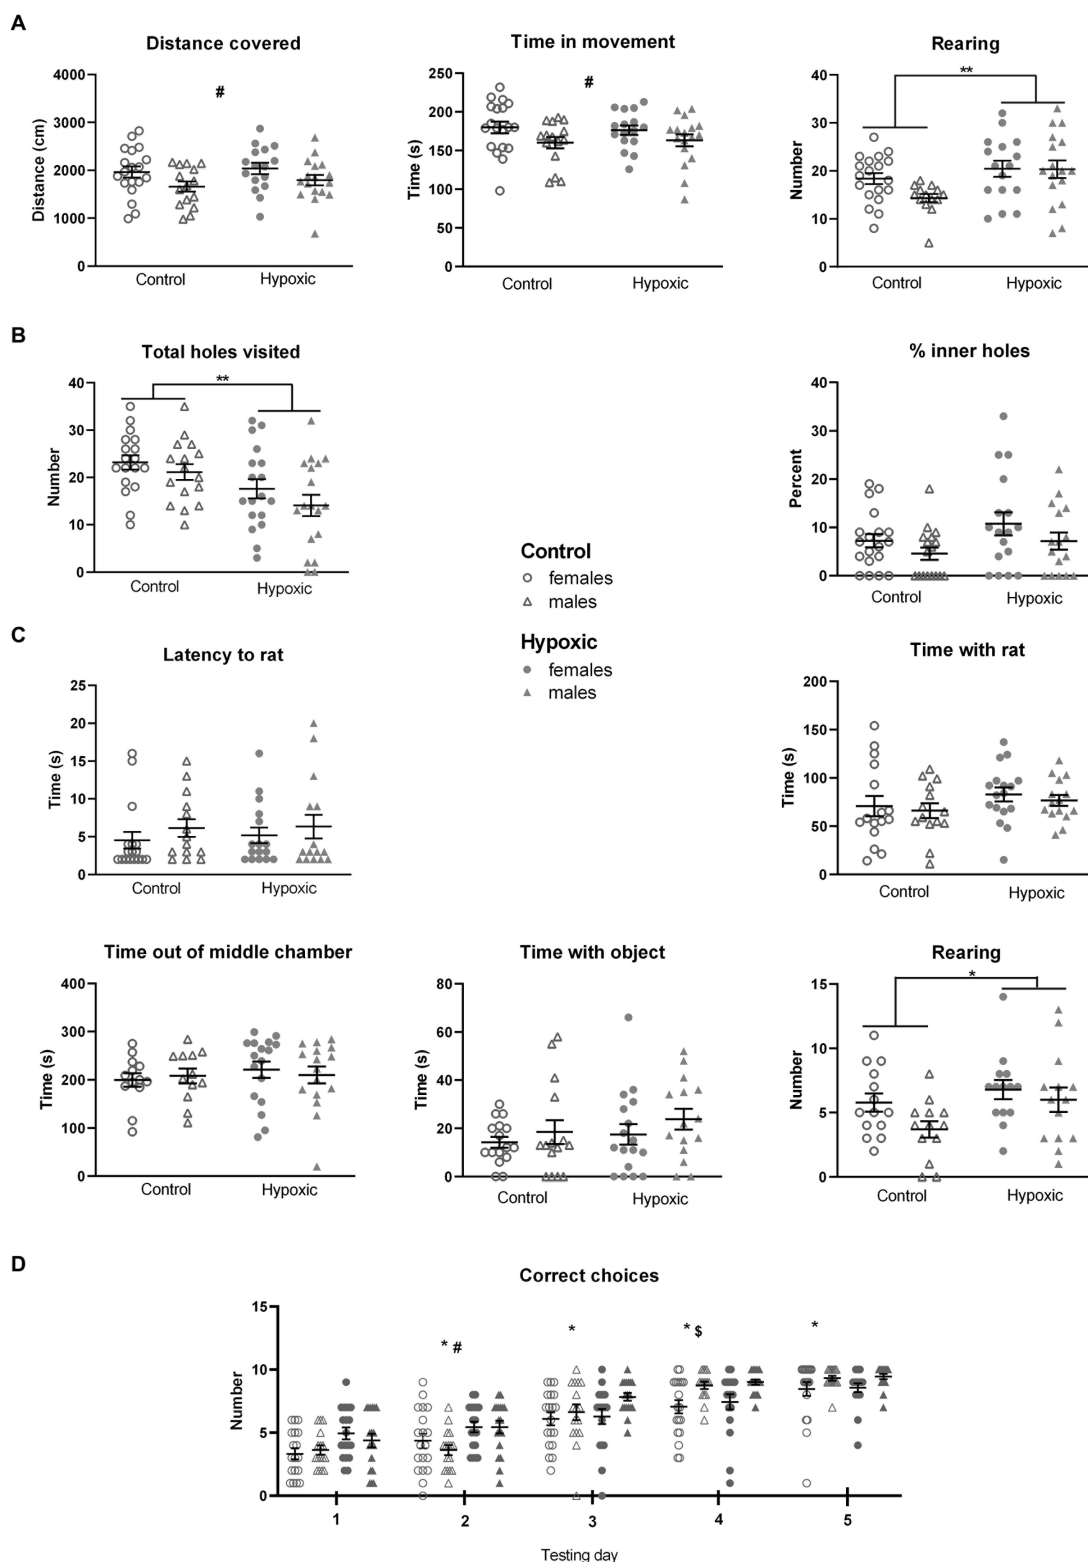 A
Distance covered
Time in movement
Rearing
Distance (cm)
4000
3000
2000
1000
0
#
Control
Hypoxic
Time (s)
250
200
150
100
50
0
#
Control
Hypoxic
Number
40
30
20
10
0
**
Control
Hypoxic
B
Total holes visited
% inner holes
Number
40
30
20
10
0
**
Control
Hypoxic
Percent
40
30
20
10
0
Control
Hypoxic
Control
females
males
Hypoxic
females
males
C
Latency to rat
Time with rat
Time (s)
25
20
15
10
5
0
Control
Hypoxic
Time (s)
200
150
100
50
0
Control
Hypoxic
Time out of middle chamber
Time with object
Rearing
Time (s)
400
300
200
100
0
Control
Hypoxic
Time (s)
80
60
40
20
0
Control
Hypoxic
Number
15
10
5
0
*
Control
Hypoxic
D
Correct choices
Number
15
10
5
0
* #
*
* $
*
1 2 3 4 5
Testing day